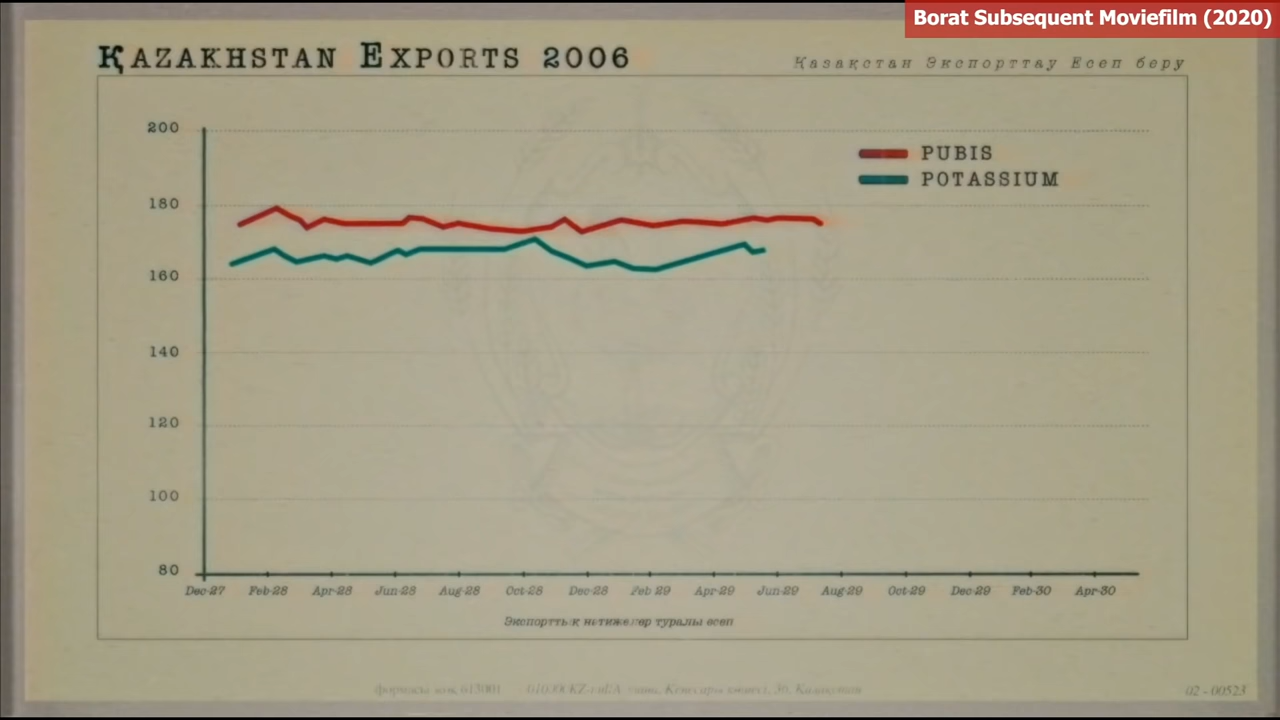 Borat Subsequent Moviefilm (2020)
ҚAZAKHSTAN EXPORTS 2006
Қазақстан Экспорттау Есеп беру
200
180
160
140
120
100
80
PUBIS
POTASSIUM
Dec-27 Feb-28 Apr-28 Jun-28 Aug-28 Oct-28 Dec-28 Feb 29 Apr-29 Jun-29 Aug-29 Oct-29 Dec-29 Feb-30 Apr-30
Экспорттық нәтижелер туралы есеп
02 - 00523